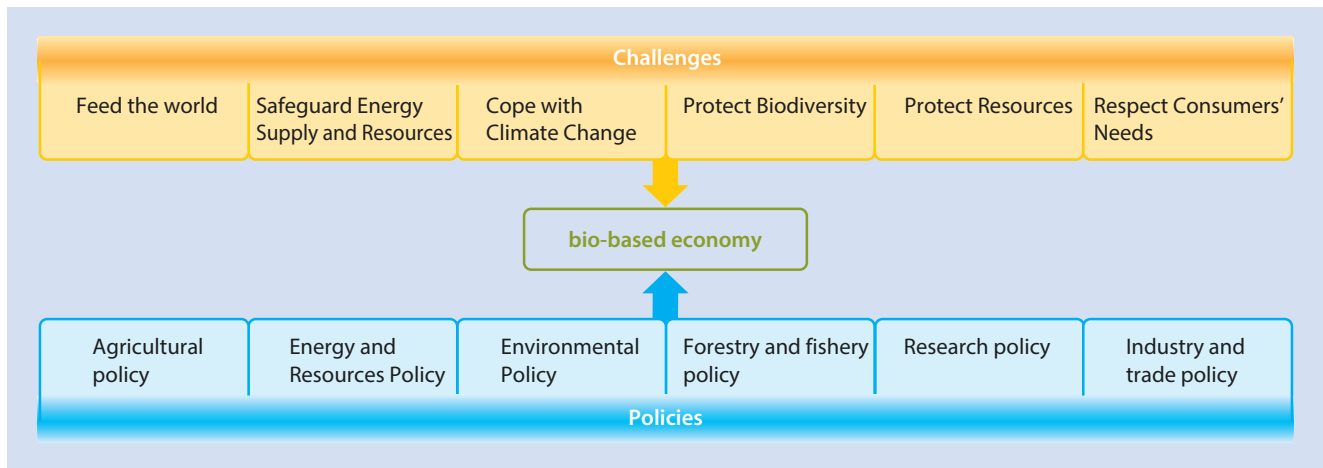 Challenges
Feed the world
Safeguard Energy
Supply and Resources
Cope with
Climate Change
Protect Biodiversity
Protect Resources
Respect Consumers’
Needs
bio-based economy
Agricultural
policy
Energy and
Resources Policy
Environmental
Policy
Forestry and fishery
policy
Research policy
Industry and
trade policy
Policies